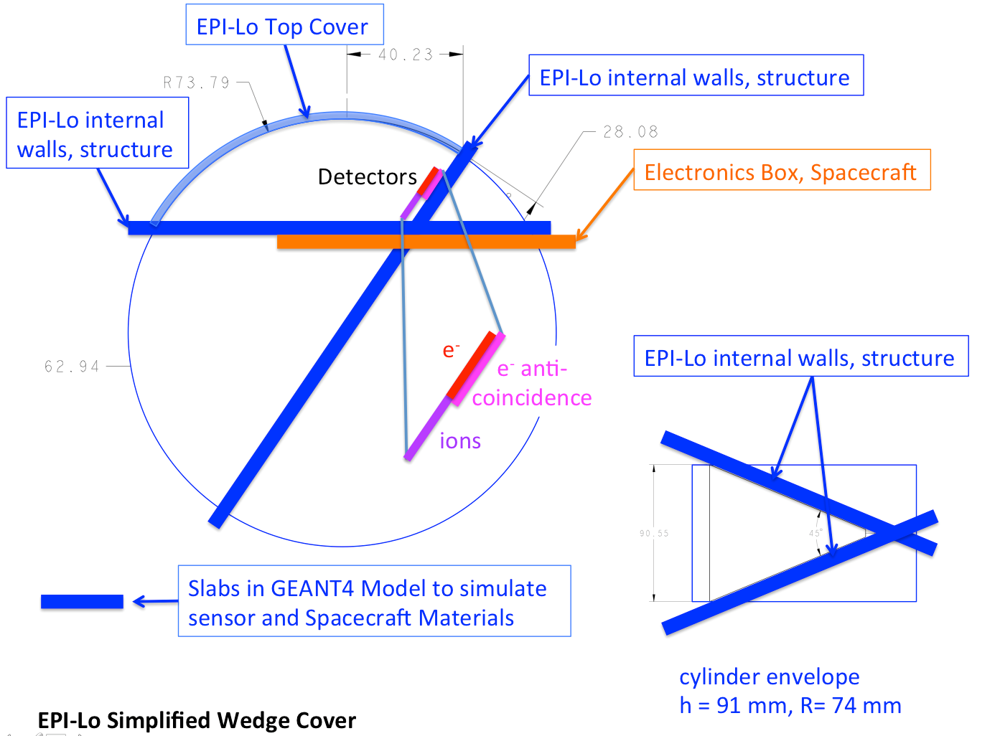 EPI-Lo Top Cover
40.23
R73.79
EPI-Lo internal walls, structure
EPI-Lo internal
walls, structure
28.08
Detectors
Electronics Box, Spacecraft
e-
e- anti-
coincidence
62.94
ions
EPI-Lo internal walls, structure
90.55
45°
Slabs in GEANT4 Model to simulate
sensor and Spacecraft Materials
cylinder envelope
h = 91 mm, R= 74 mm
EPI-Lo Simplified Wedge Cover